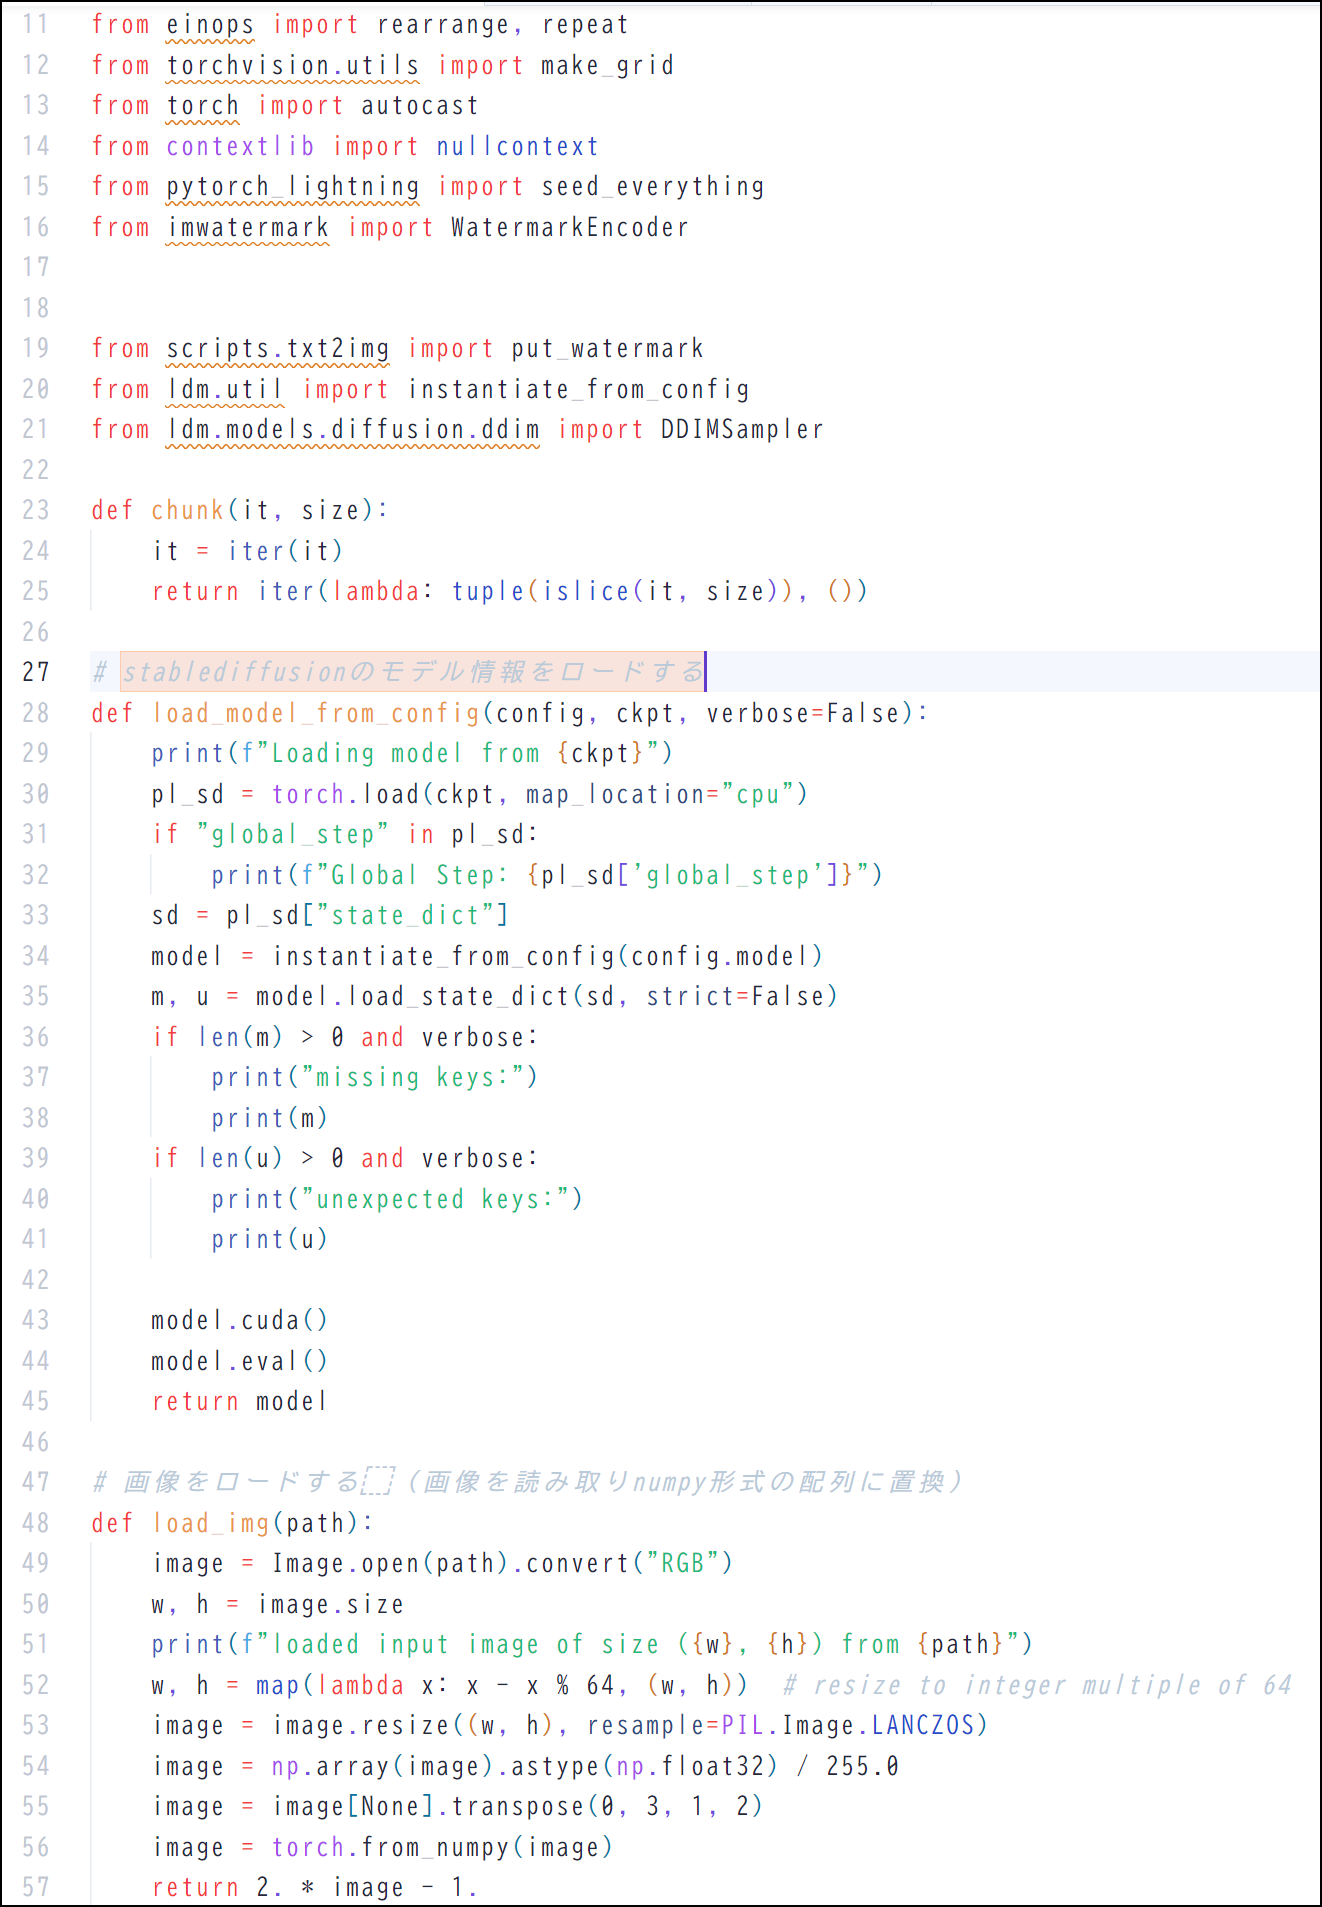 11 from einops import rearrange, repeat
12 from torchvision.utils import make_grid
13 from torch import autocast
14 from contextlib import nullcontext
15 from pytorch_lightning import seed_everything
16 from imwatermark import WatermarkEncoder
17
18
19 from scripts.txt2img import put_watermark
20 from ldm.util import instantiate_from_config
21 from ldm.models.diffusion.ddim import DDIMSampler
22
23 def chunk(it, size):
24     it = iter(it)
25     return iter(lambda: tuple(islice(it, size)), ())
26
27 # stablediffusionのモデル情報をロードする
28 def load_model_from_config(config, ckpt, verbose=False):
29     print(f"Loading model from {ckpt}")
30     pl_sd = torch.load(ckpt, map_location="cpu")
31     if "global_step" in pl_sd:
32         print(f"Global Step: {pl_sd['global_step']}")
33     sd = pl_sd["state_dict"]
34     model = instantiate_from_config(config.model)
35     m, u = model.load_state_dict(sd, strict=False)
36     if len(m) > 0 and verbose:
37         print("missing keys:")
38         print(m)
39     if len(u) > 0 and verbose:
40         print("unexpected keys:")
41         print(u)
42
43     model.cuda()
44     model.eval()
45     return model
46
47 # 画像をロードする　（画像を読み取りnumpy形式の配列に置換）
48 def load_img(path):
49     image = Image.open(path).convert("RGB")
50     w, h = image.size
51     print(f"loaded input image of size ({w}, {h}) from {path}")
52     w, h = map(lambda x: x - x % 64, (w, h))  # resize to integer multiple of 64
53     image = image.resize((w, h), resample=PIL.Image.LANCZOS)
54     image = np.array(image).astype(np.float32) / 255.0
55     image = image[None].transpose(0, 3, 1, 2)
56     image = torch.from_numpy(image)
57     return 2. * image - 1.